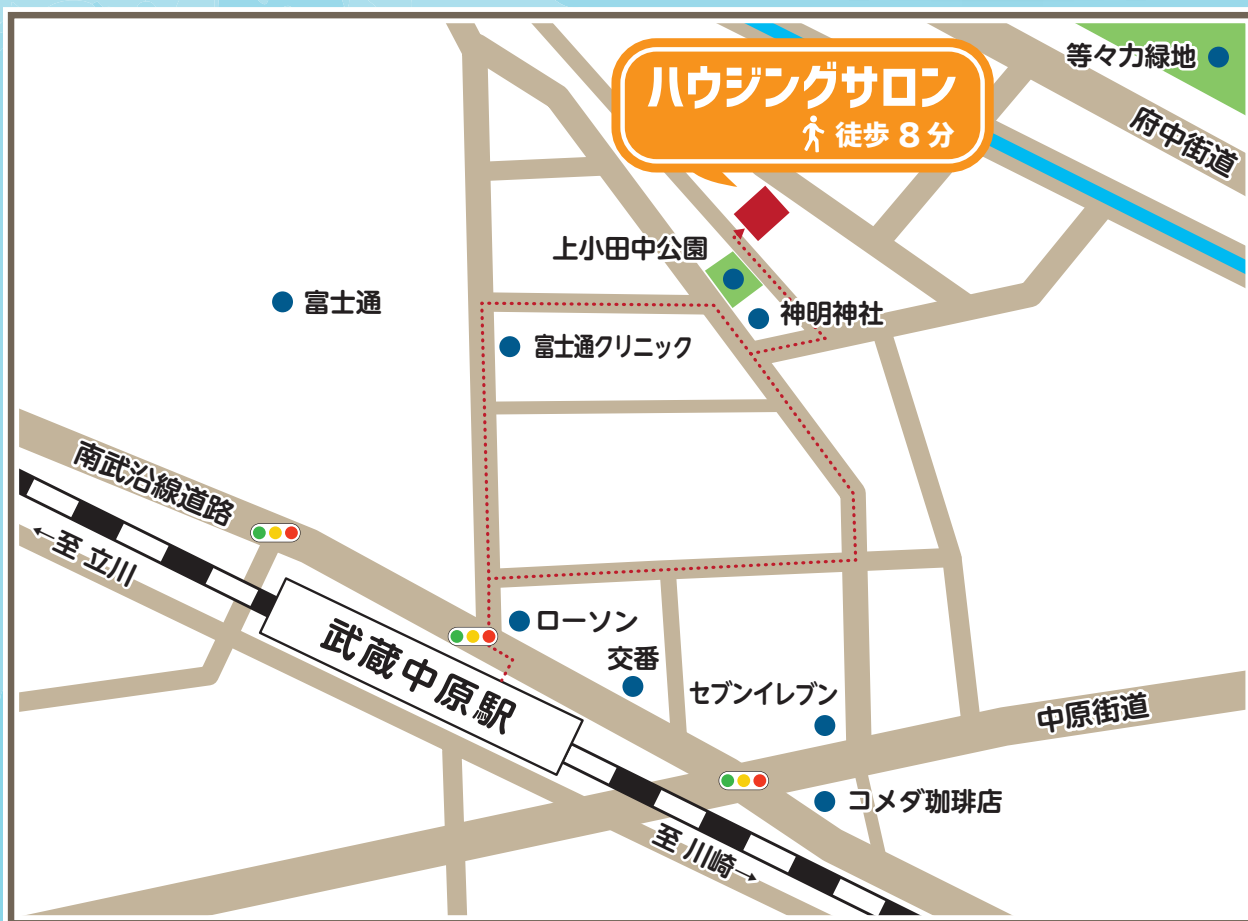 等々力緑地
ハウジングサロン
徒歩 8 分
府中街道
上小田中公園
富士通
神明神社
富士通クリニック
南武沿線道路
←至 立川
ローソン
武蔵中原駅
交番
セブンイレブン
中原街道
コメダ珈琲店
至 川崎→